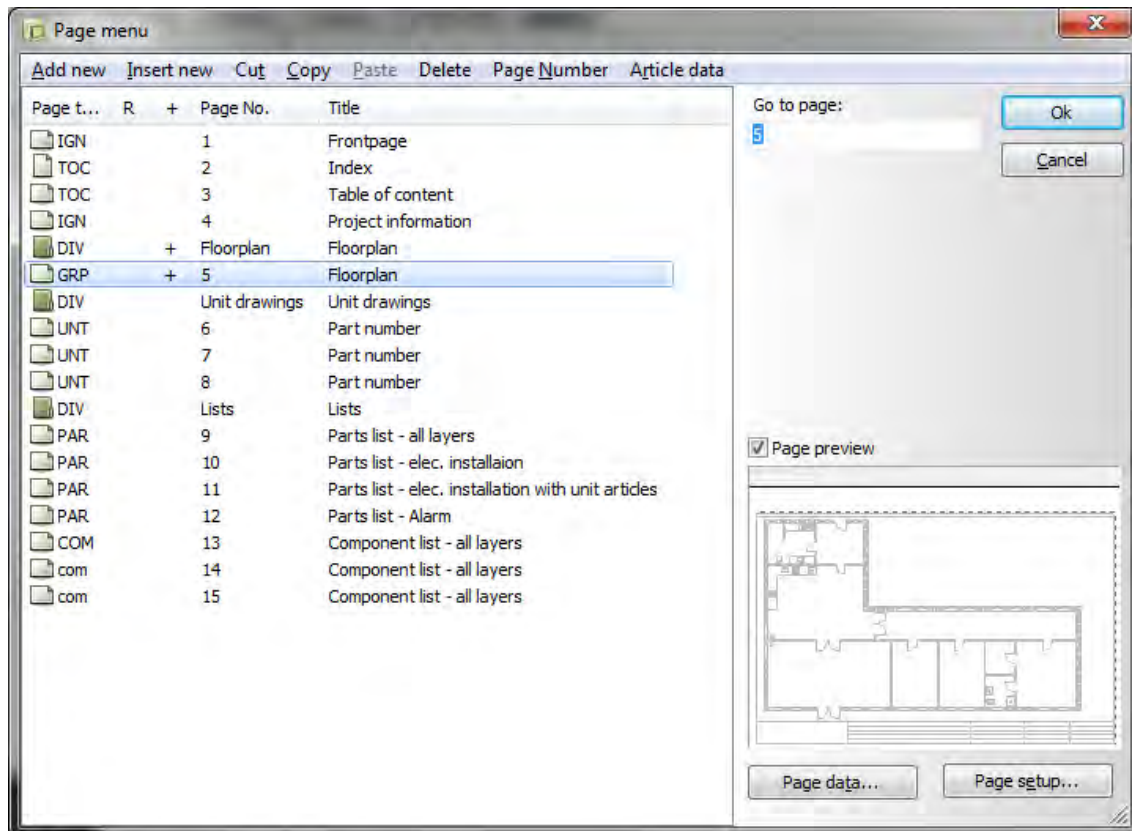 Page menu
Add new Insert new Cut Copy Paste Delete Page Number Article data
Page t... R + Page No. Title
IGN 1 Frontpage
TOC 2 Index
TOC 3 Table of content
IGN 4 Project information
DIV + Floorplan Floorplan
GRP + 5 Floorplan
DIV Unit drawings Unit drawings
UNT 6 Part number
UNT 7 Part number
UNT 8 Part number
DIV Lists Lists
PAR 9 Parts list - all layers
PAR 10 Parts list - elec. installaion
PAR 11 Parts list - elec. installation with unit articles
PAR 12 Parts list - Alarm
COM 13 Component list - all layers
com 14 Component list - all layers
com 15 Component list - all layers
Go to page:
5
Ok
Cancel
Page preview
Page data...
Page setup...